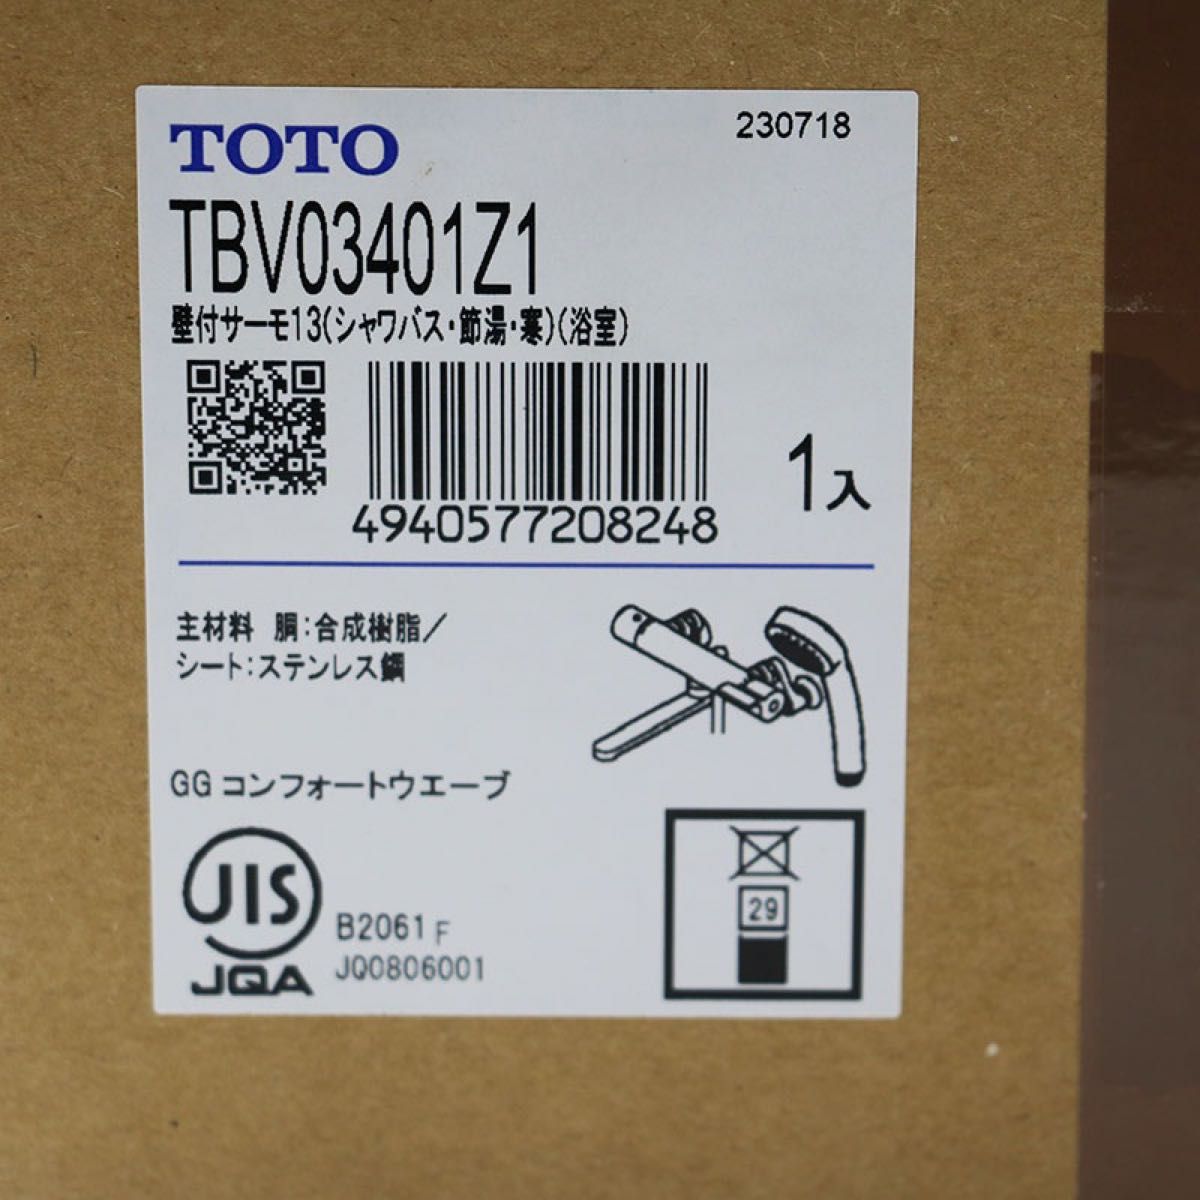 TOTO
230718
TBV03401Z1
壁付サーモ13(シャワバス・節湯・寒)(浴室)
1入
4940577208248
主材料 胴:合成樹脂/
シート:ステンレス鋼
GG コンフォートウエーブ
JIS
JQA
B2061 F
JQ0806001
29